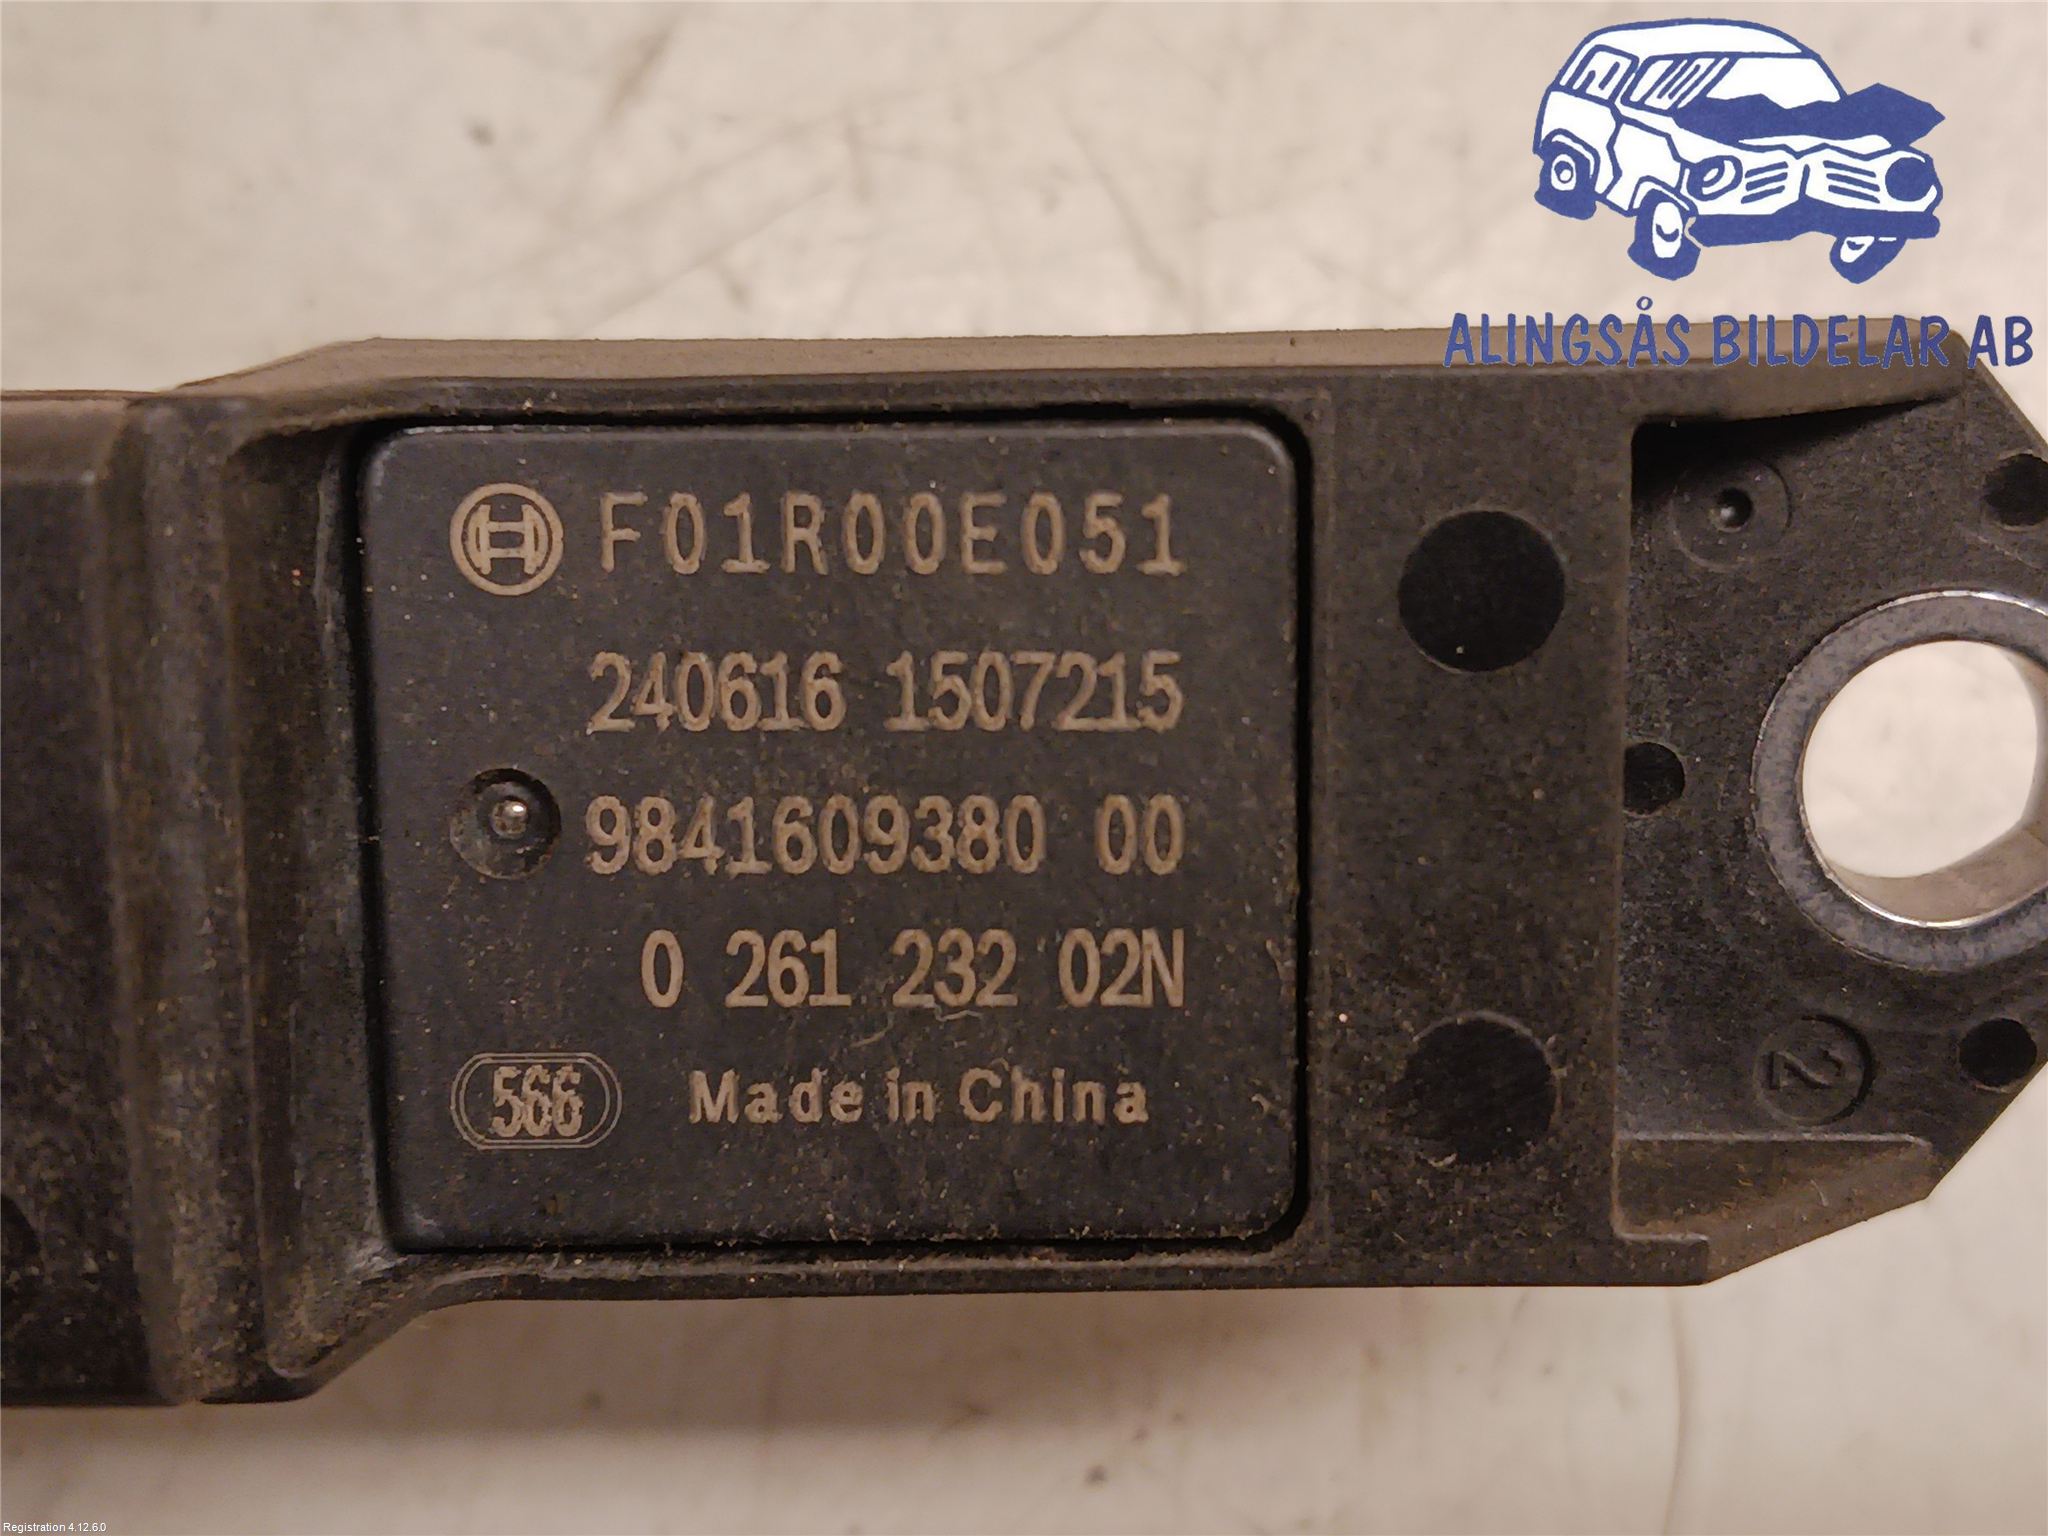 ALINGSÅS BILDELAR AB
F01R00E051
240616 1507215
9841609380 00
0 261 232 02N
566 Made in China
2
Registration 4.12.6.0